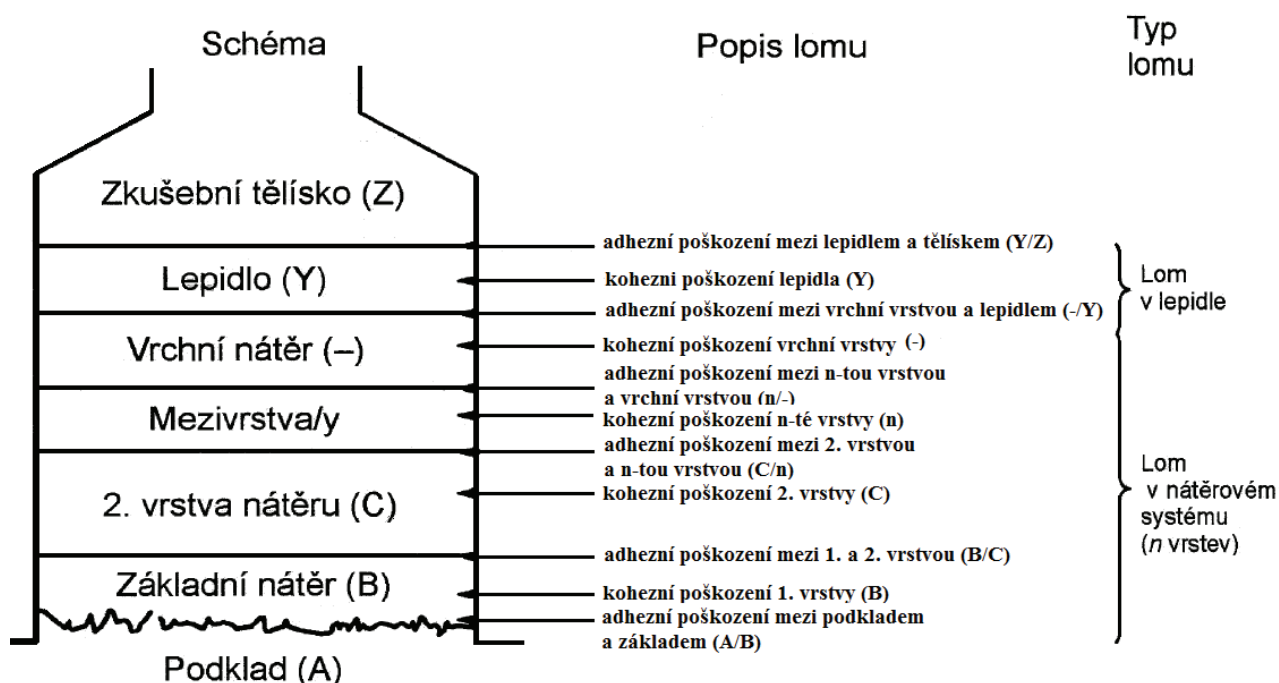 Schéma
Popis lomu
Typ
lomu
Zkušební tělísko (Z)
adhezní poškození mezi lepidlem a tělískem (Y/Z)
Lepidlo (Y)
kohezni poškození lepidla (Y)
Lom
v lepidle
adhezní poškození mezi vrchní vrstvou a lepidlem (-/Y)
Vrchní nátěr (–)
kohezní poškození vrchní vrstvy (-)
adhezní poškození mezi n-tou vrstvou
a vrchní vrstvou (n/-)
Mezivrstva/y
kohezní poškození n-té vrstvy (n)
adhezní poškození mezi 2. vrstvou
a n-tou vrstvou (C/n)
2. vrstva nátěru (C)
kohezní poškození 2. vrstvy (C)
Lom
v nátěrovém
systému
(n vrstev)
adhezní poškození mezi 1. a 2. vrstvou (B/C)
Základní nátěr (B)
kohezní poškození 1. vrstvy (B)
adhezní poškození mezi podkladem
a základem (A/B)
Podklad (A)